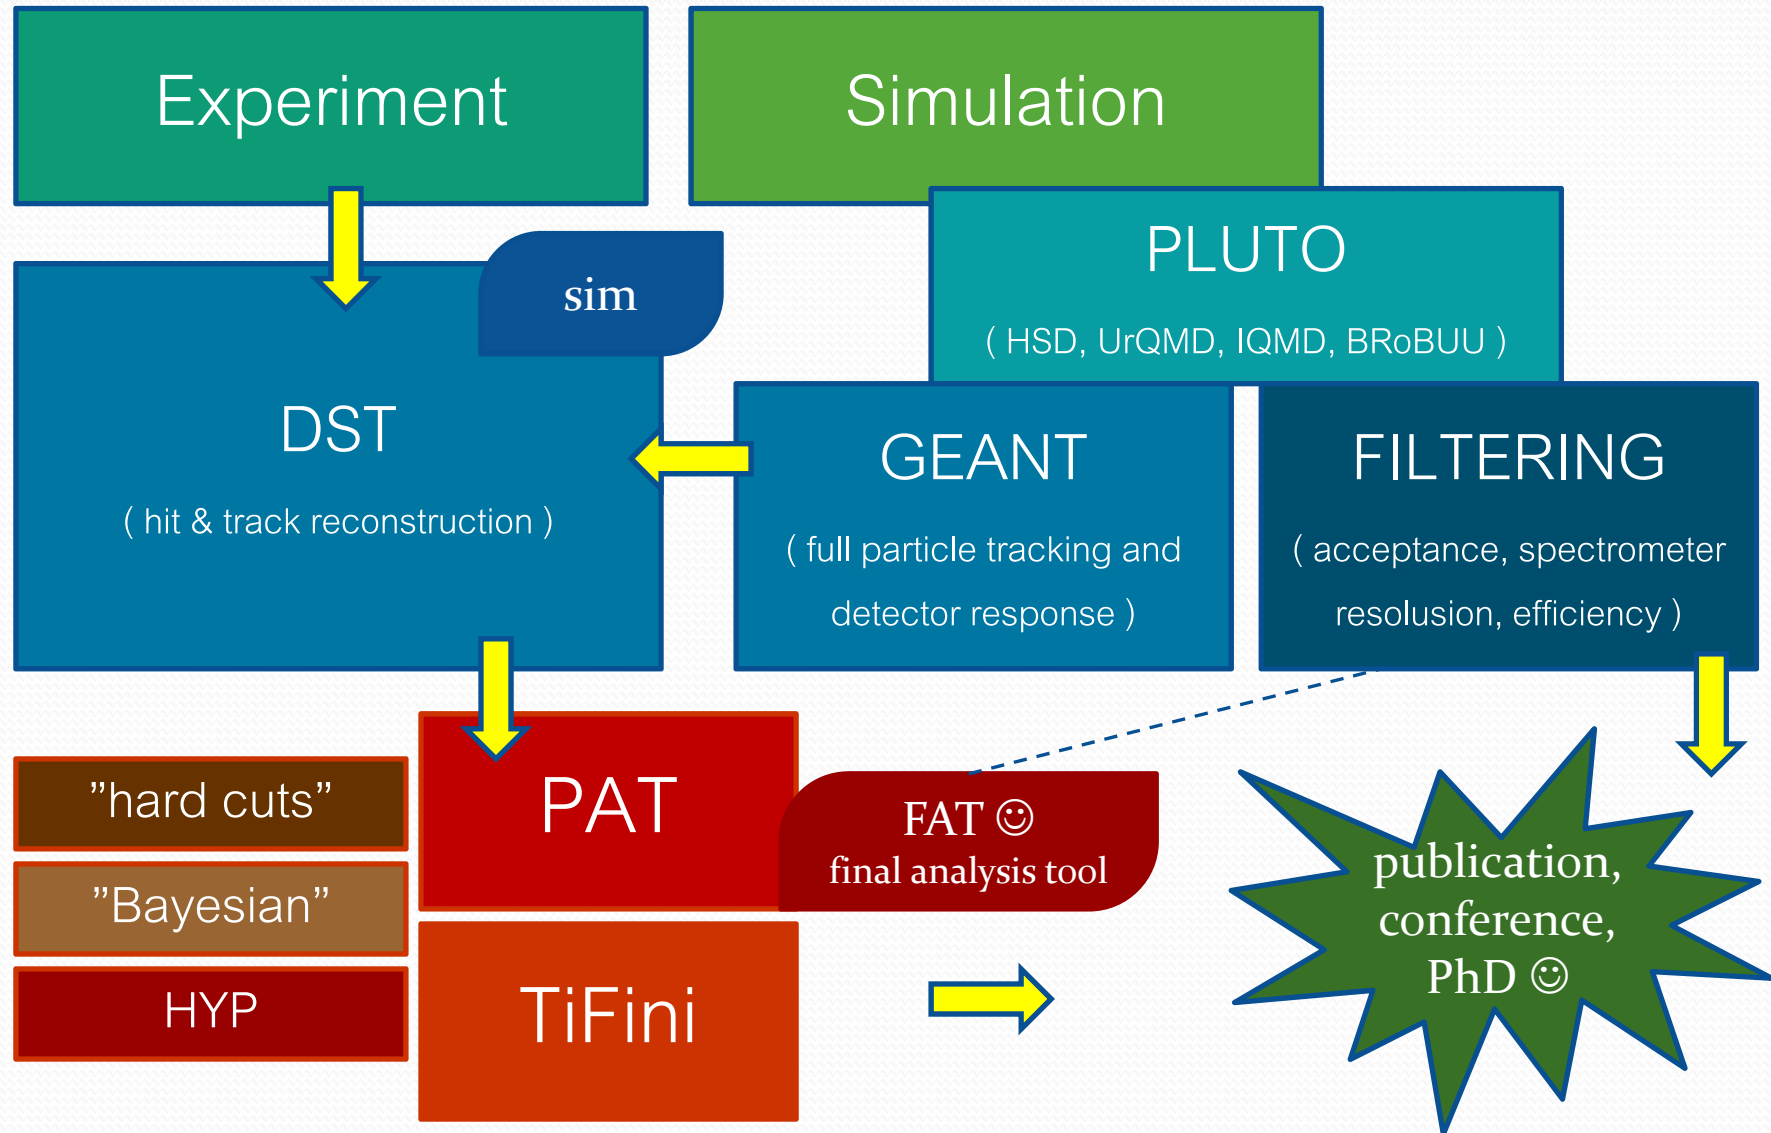 Experiment
Simulation
PLUTO
( HSD, UrQMD, IQMD, BRoBUU )
sim
DST
( hit & track reconstruction )
GEANT
( full particle tracking and
detector response )
FILTERING
( acceptance, spectrometer
resolusion, efficiency )
”hard cuts”
”Bayesian”
HYP
PAT
FAT ☺
final analysis tool
TiFini
publication,
conference,
PhD ☺